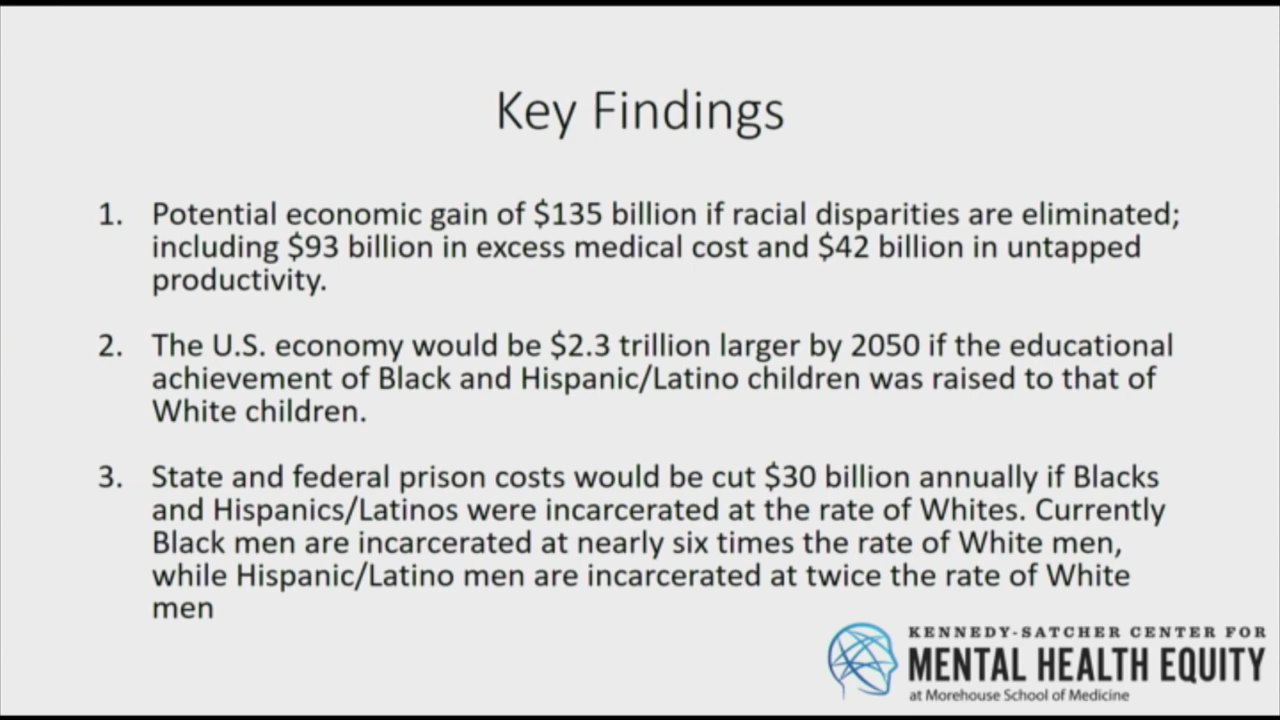 Key Findings
1. Potential economic gain of $135 billion if racial disparities are eliminated;
including $93 billion in excess medical cost and $42 billion in untapped
productivity.
2. The U.S. economy would be $2.3 trillion larger by 2050 if the educational
achievement of Black and Hispanic/Latino children was raised to that of
White children.
3. State and federal prison costs would be cut $30 billion annually if Blacks
and Hispanics/Latinos were incarcerated at the rate of Whites. Currently
Black men are incarcerated at nearly six times the rate of White men,
while Hispanic/Latino men are incarcerated at twice the rate of White
men
KENNEDY-SATCHER CENTER FOR
MENTAL HEALTH EQUITY
at Morehouse School of Medicine